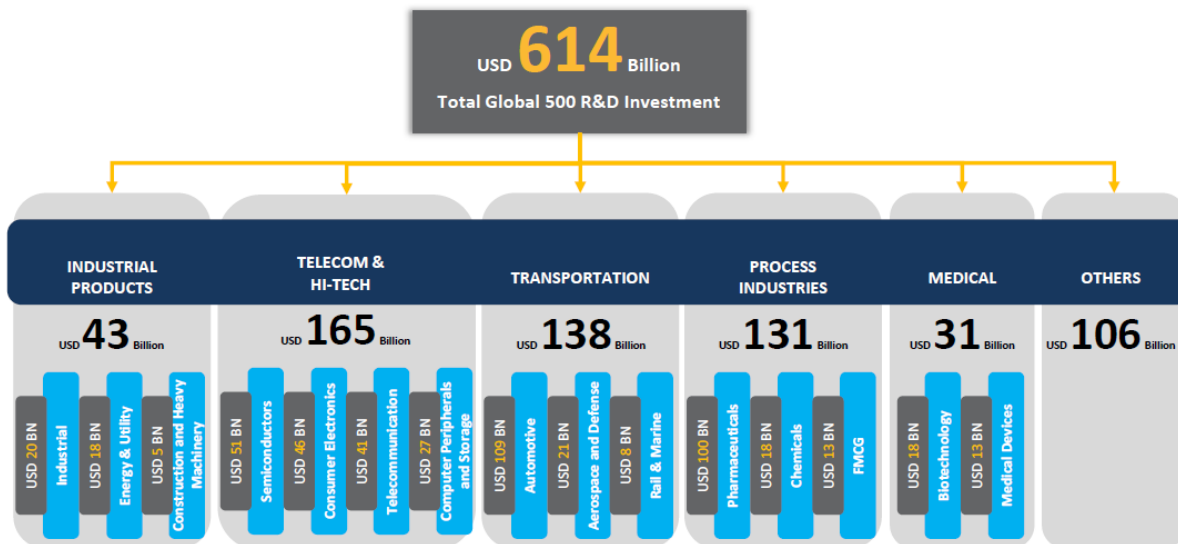 USD 614 Billion
Total Global 500 R&D Investment
INDUSTRIAL
PRODUCTS
TELECOM &
HI-TECH
TRANSPORTATION
PROCESS
INDUSTRIES
MEDICAL
OTHERS
USD 43 Billion
USD 165 Billion
USD 138 Billion
USD 131 Billion
USD 31 Billion
USD 106 Billion
USD 20 BN
Industrial
USD 18 BN
Energy & Utility
USD 5 BN
Construction and Heavy
Machinery
USD 51 BN
Semiconductors
USD 46 BN
Consumer Electronics
USD 41 BN
Telecommunication
USD 27 BN
Computer Peripherals
and Storage
USD 109 BN
Automotive
USD 21 BN
Aerospace and Defense
USD 8 BN
Rail & Marine
USD 100 BN
Pharmaceuticals
USD 18 BN
Chemicals
USD 13 BN
FMCG
USD 18 BN
Biotechnology
USD 13 BN
Medical Devices